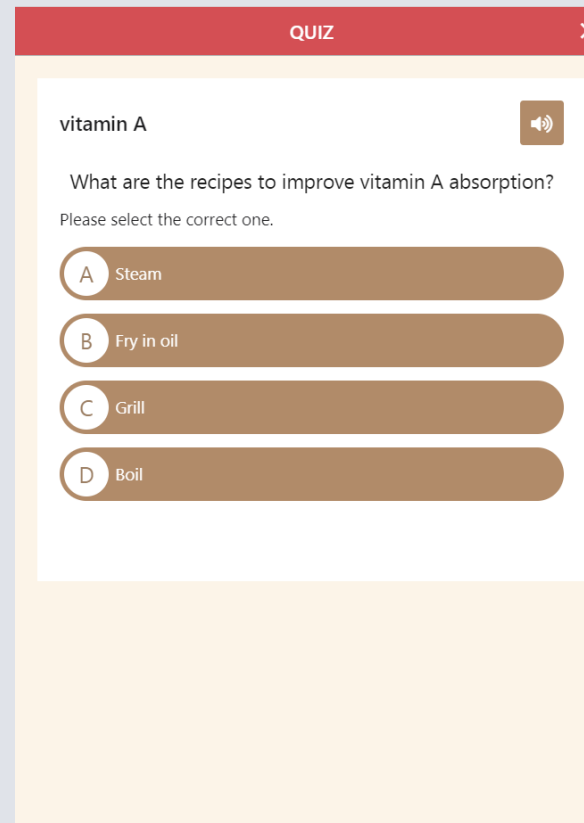 QUIZ
vitamin A
What are the recipes to improve vitamin A absorption?
Please select the correct one.
A Steam
B Fry in oil
C Grill
D Boil